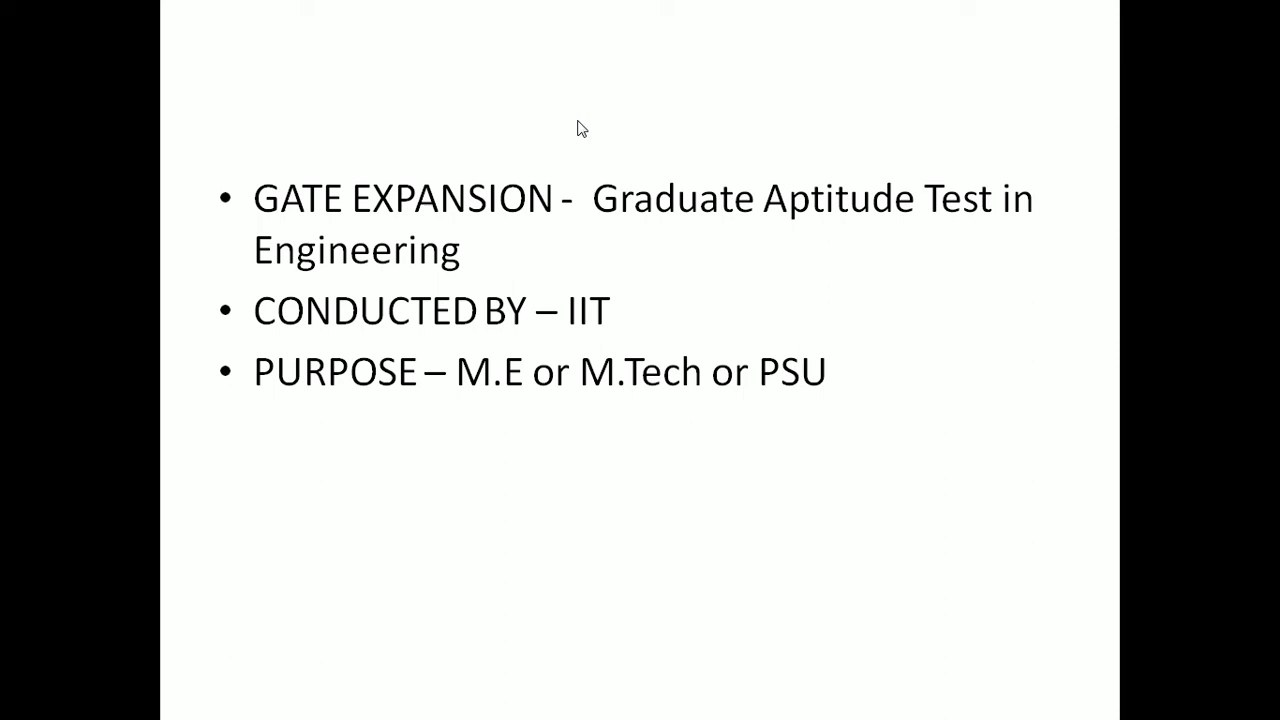 • GATE EXPANSION - Graduate Aptitude Test in
Engineering
• CONDUCTED BY – IIT
• PURPOSE – M.E or M.Tech or PSU